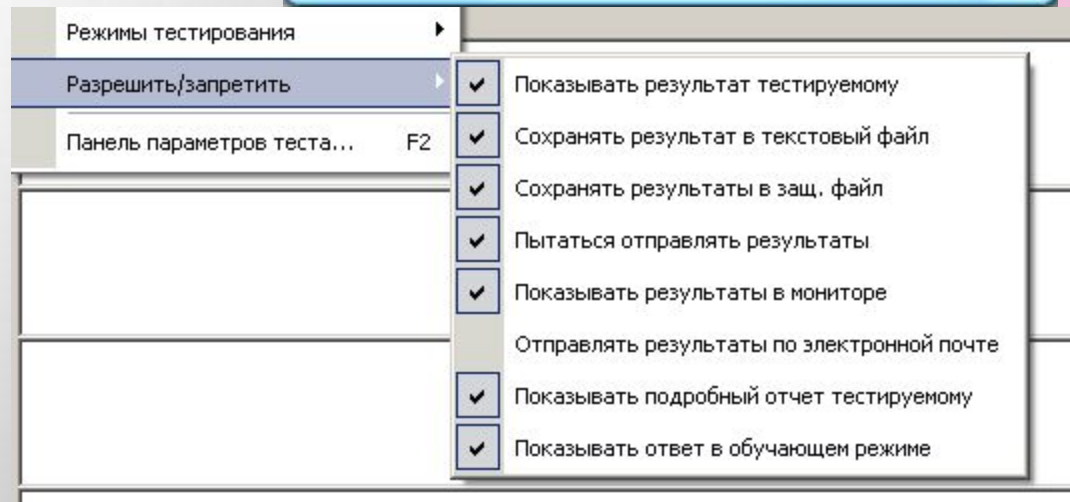 Режимы тестирования
Разрешить/запретить
Панель параметров теста... F2
Показывать результат тестируемому
Сохранять результат в текстовый файл
Сохранять результаты в защ. файл
Пытаться отправлять результаты
Показывать результаты в мониторе
Отправлять результаты по электронной почте
Показывать подробный отчет тестируемому
Показывать ответ в обучающем режиме